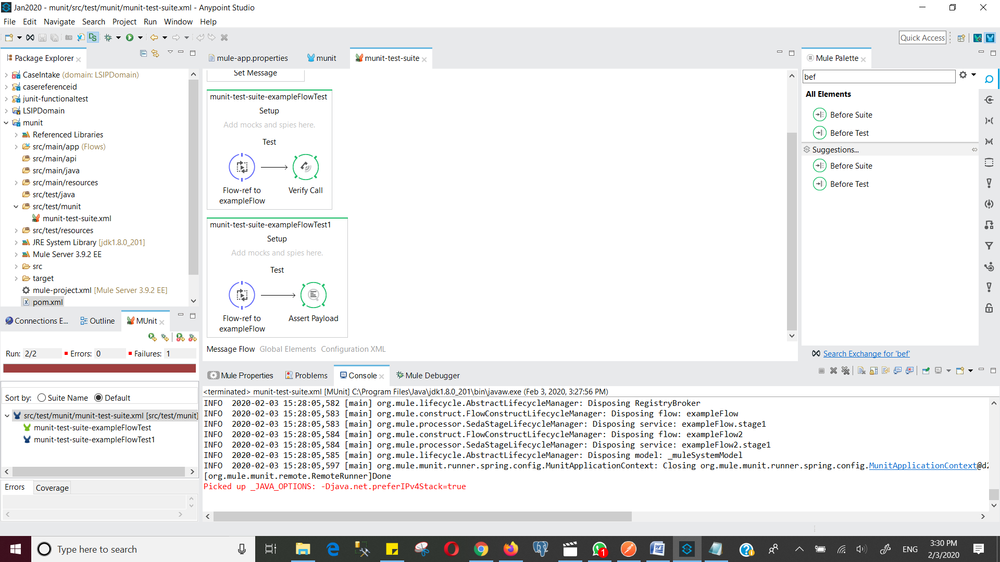 Jan2020 - munit/src/test/munit/munit-test-suite.xml - Anypoint Studio
File Edit Navigate Search Project Run Window Help
Quick Access
Package Explorer
CaseIntake (domain: LSIPDomain)
casereferenceid
junit-functionaltest
LSIPDomain
munit
Referenced Libraries
src/main/app (Flows)
src/main/api
src/main/java
src/main/resources
src/test/java
src/test/munit
munit-test-suite.xml
src/test/resources
JRE System Library [jdk1.8.0_201]
Mule Server 3.9.2 EE
src
target
mule-project.xml [Mule Server 3.9.2 EE]
pom.xml
mule-app.properties munit munit-test-suite
Set Message
munit-test-suite-exampleFlowTest
Setup
Add mocks and spies here.
Test
Flow-ref to exampleFlow
Verify Call
munit-test-suite-exampleFlowTest1
Setup
Add mocks and spies here.
Test
Flow-ref to exampleFlow
Assert Payload
Message Flow Global Elements Configuration XML
Mule Palette
bef
All Elements
Before Suite
Before Test
Suggestions...
Before Suite
Before Test
Search Exchange for 'bef'
Connections E... Outline MUnit
Run: 2/2 Errors: 0 Failures: 1
Sort by: Suite Name Default
src/test/munit/munit-test-suite.xml [src/test/munit]
munit-test-suite-exampleFlowTest
munit-test-suite-exampleFlowTest1
Errors Coverage
Mule Properties Problems Console Mule Debugger
<terminated> munit-test-suite.xml [MUnit] C:\Program Files\Java\jdk1.8.0_201\bin\javaw.exe (Feb 3, 2020, 3:27:56 PM)
INFO 2020-02-03 15:28:05,582 [main] org.mule.lifecycle.AbstractLifecycleManager: Disposing RegistryBroker
INFO 2020-02-03 15:28:05,583 [main] org.mule.construct.FlowConstructLifecycleManager: Disposing flow: exampleFlow
INFO 2020-02-03 15:28:05,583 [main] org.mule.processor.SedaStageLifecycleManager: Disposing service: exampleFlow.stage1
INFO 2020-02-03 15:28:05,584 [main] org.mule.construct.FlowConstructLifecycleManager: Disposing flow: exampleFlow2
INFO 2020-02-03 15:28:05,584 [main] org.mule.processor.SedaStageLifecycleManager: Disposing service: exampleFlow2.stage1
INFO 2020-02-03 15:28:05,585 [main] org.mule.lifecycle.AbstractLifecycleManager: Disposing model: _muleSystemModel
INFO 2020-02-03 15:28:05,597 [main] org.mule.munit.runner.spring.config.MunitApplicationContext: Closing org.mule.munit.runner.spring.config.MunitApplicationContext@d2
[org.mule.munit.remote.RemoteRunner]Done
Picked up _JAVA_OPTIONS: -Djava.net.preferIPv4Stack=true
Type here to search
1
ENG
3:30 PM
2/3/2020